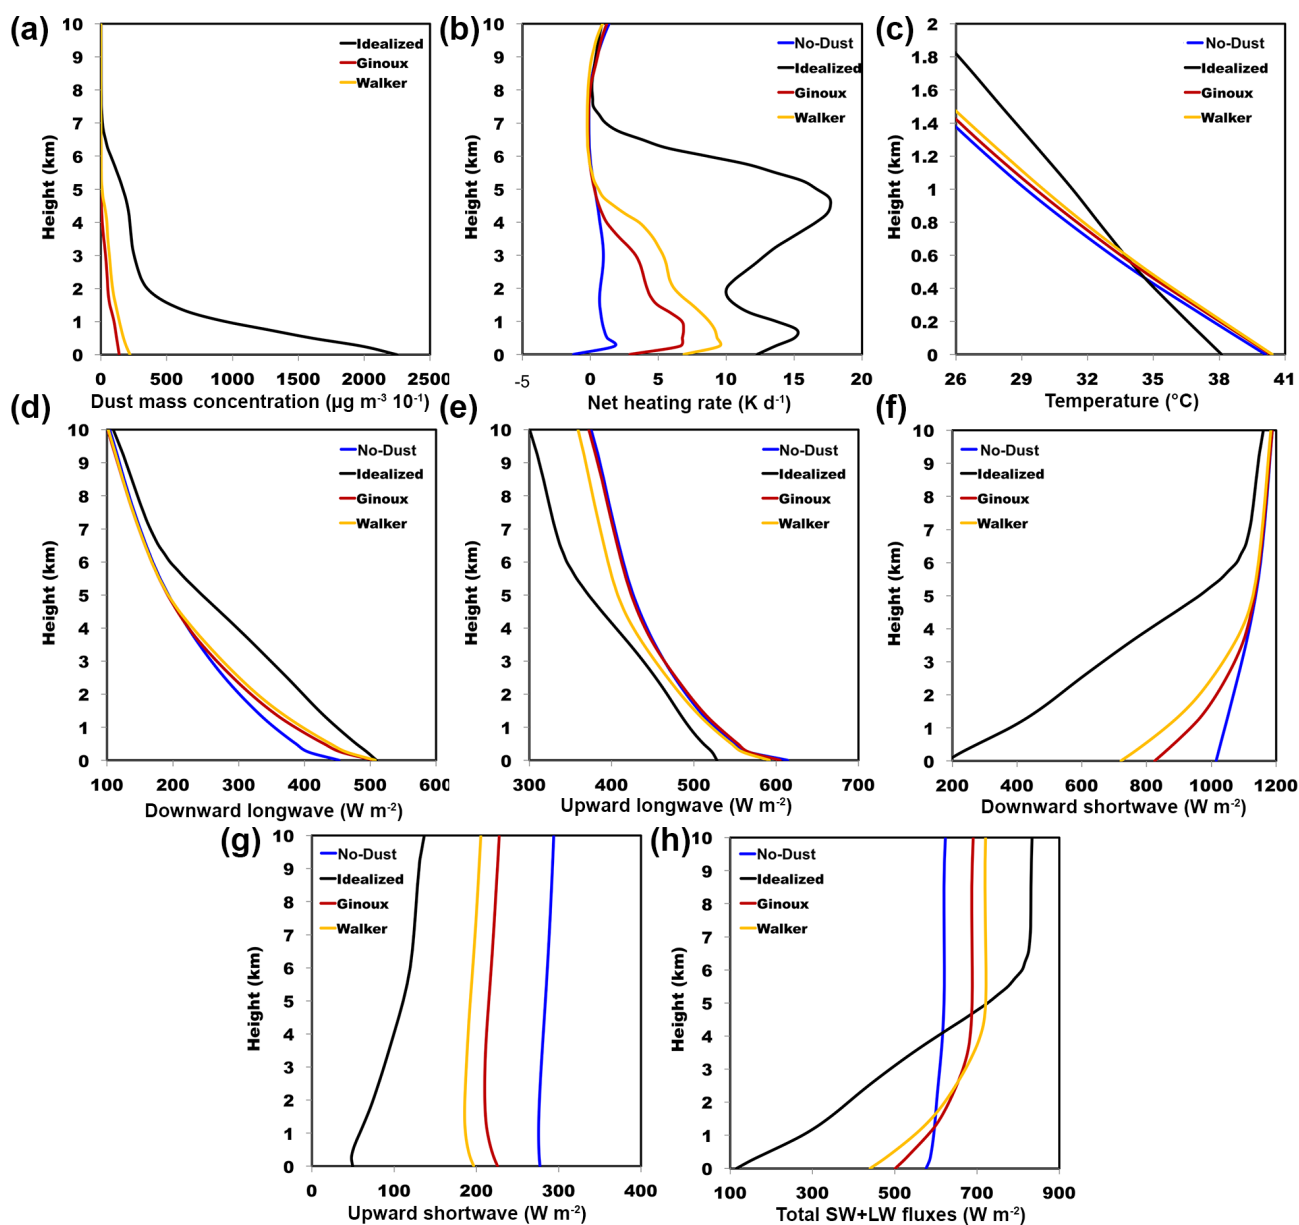 (a)
10
9
8
7
6
5
4
3
2
1
0
Height (km)
Idealized
Ginoux
Walker
0 500 1000 1500 2000 2500
Dust mass concentration (µg m-3 10-1)
(b)
10
9
8
7
6
5
4
3
2
1
0
Height (km)
No-Dust
Idealized
Ginoux
Walker
-5 0 5 10 15 20
Net heating rate (K d-1)
(c)
2
1.8
1.6
1.4
1.2
1
0.8
0.6
0.4
0.2
0
Height (km)
No-Dust
Idealized
Ginoux
Walker
26 29 32 35 38 41
Temperature (°C)
(d)
10
9
8
7
6
5
4
3
2
1
0
Height (km)
No-Dust
Idealized
Ginoux
Walker
100 200 300 400 500 600
Downward longwave (W m-2)
(e)
10
9
8
7
6
5
4
3
2
1
0
Height (km)
No-Dust
Idealized
Ginoux
Walker
300 400 500 600 700
Upward longwave (W m-2)
(f)
10
9
8
7
6
5
4
3
2
1
0
Height (km)
No-Dust
Idealized
Ginoux
Walker
200 400 600 800 1000 1200
Downward shortwave (W m-2)
(g)
10
9
8
7
6
5
4
3
2
1
0
Height (km)
No-Dust
Idealized
Ginoux
Walker
0 100 200 300 400
Upward shortwave (W m-2)
(h)
10
9
8
7
6
5
4
3
2
1
0
Height (km)
No-Dust
Idealized
Ginoux
Walker
100 300 500 700 900
Total SW+LW fluxes (W m-2)